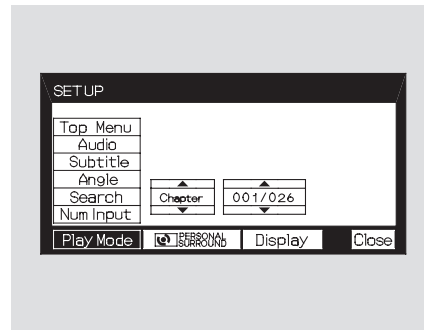 SETUP
Top Menu
Audio
Subtitle
Angle
Search
Num Input
Chapter
001/026
Play Mode
PERSONAL
SURROUND
Display
Close